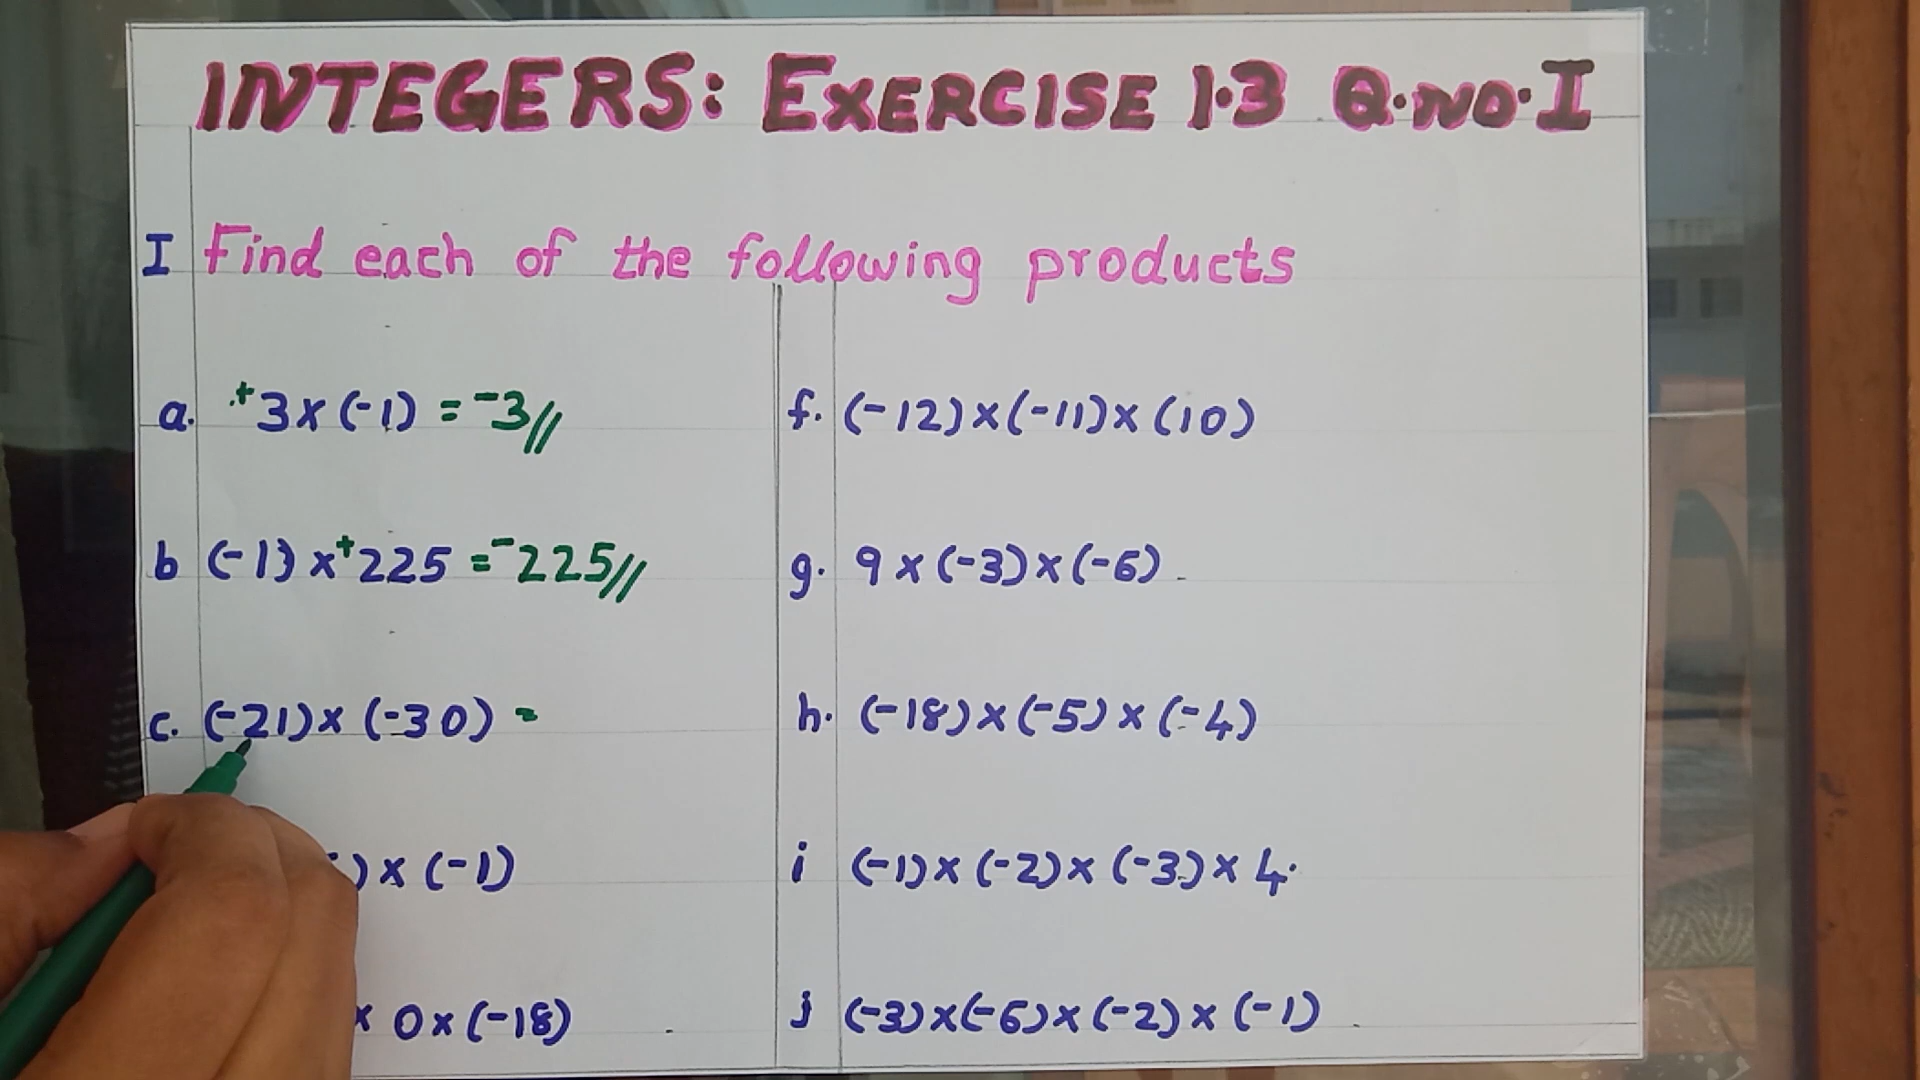 INTEGERS: EXERCISE 1.3 Q.NO.I
I Find each of the following products
a. +3 x (-1) = -3//
b (-1) x +225 = -225//
c. (-21) x (-30) =
) x (-1)
x 0 x (-18)
f. (-12) x (-11) x (10)
g. 9 x (-3) x (-6)
h. (-18) x (-5) x (-4)
i (-1) x (-2) x (-3) x 4.
j (-3) x (-6) x (-2) x (-1)